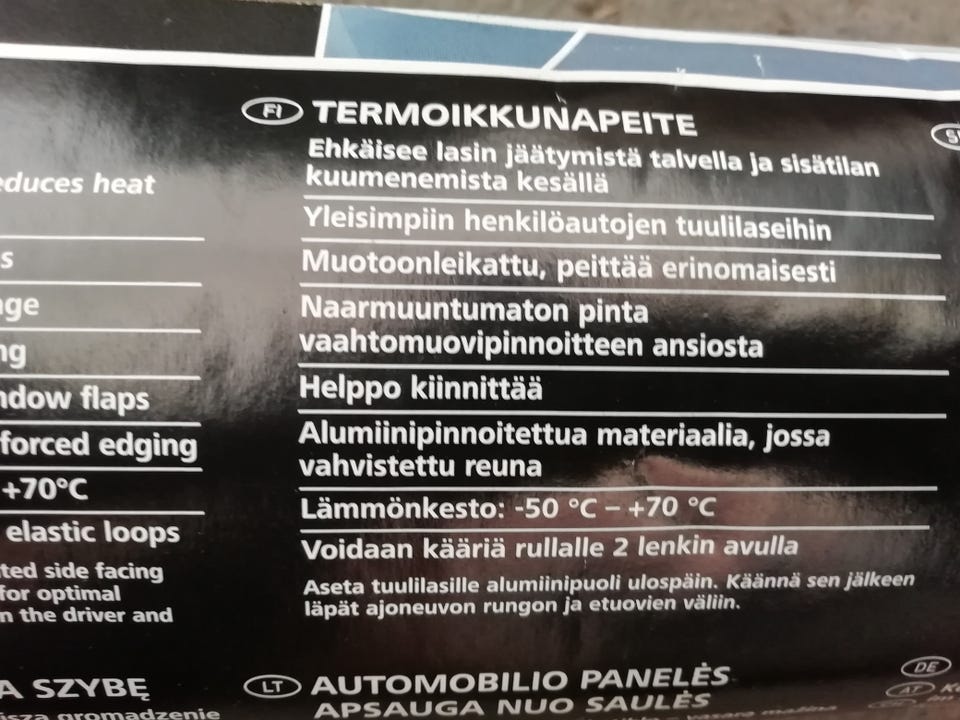 educes heat
s
ge
ng
ndow flaps
forced edging
+70°C
elastic loops
ted side facing
for optimal
n the driver and
A SZYBĘ
gromadzenie
FI TERMOIKKUNAPEITE
Ehkäisee lasin jäätymistä talvella ja sisätilan
kuumenemista kesällä
Yleisimpiin henkilöautojen tuulilaseihin
Muotoonleikattu, peittää erinomaisesti
Naarmuuntumaton pinta
vaahtomuovipinnoitteen ansiosta
Helppo kiinnittää
Alumiinipinnoitettua materiaalia, jossa
vahvistettu reuna
Lämmönkesto: -50 °C – +70 °C
Voidaan kääriä rullalle 2 lenkin avulla
Aseta tuulilasille alumiinipuoli ulospäin. Käännä sen jälkeen
läpät ajoneuvon rungon ja etuovien väliin.
LT AUTOMOBILIO PANELĖS
APSAUGA NUO SAULĖS
DE
AT